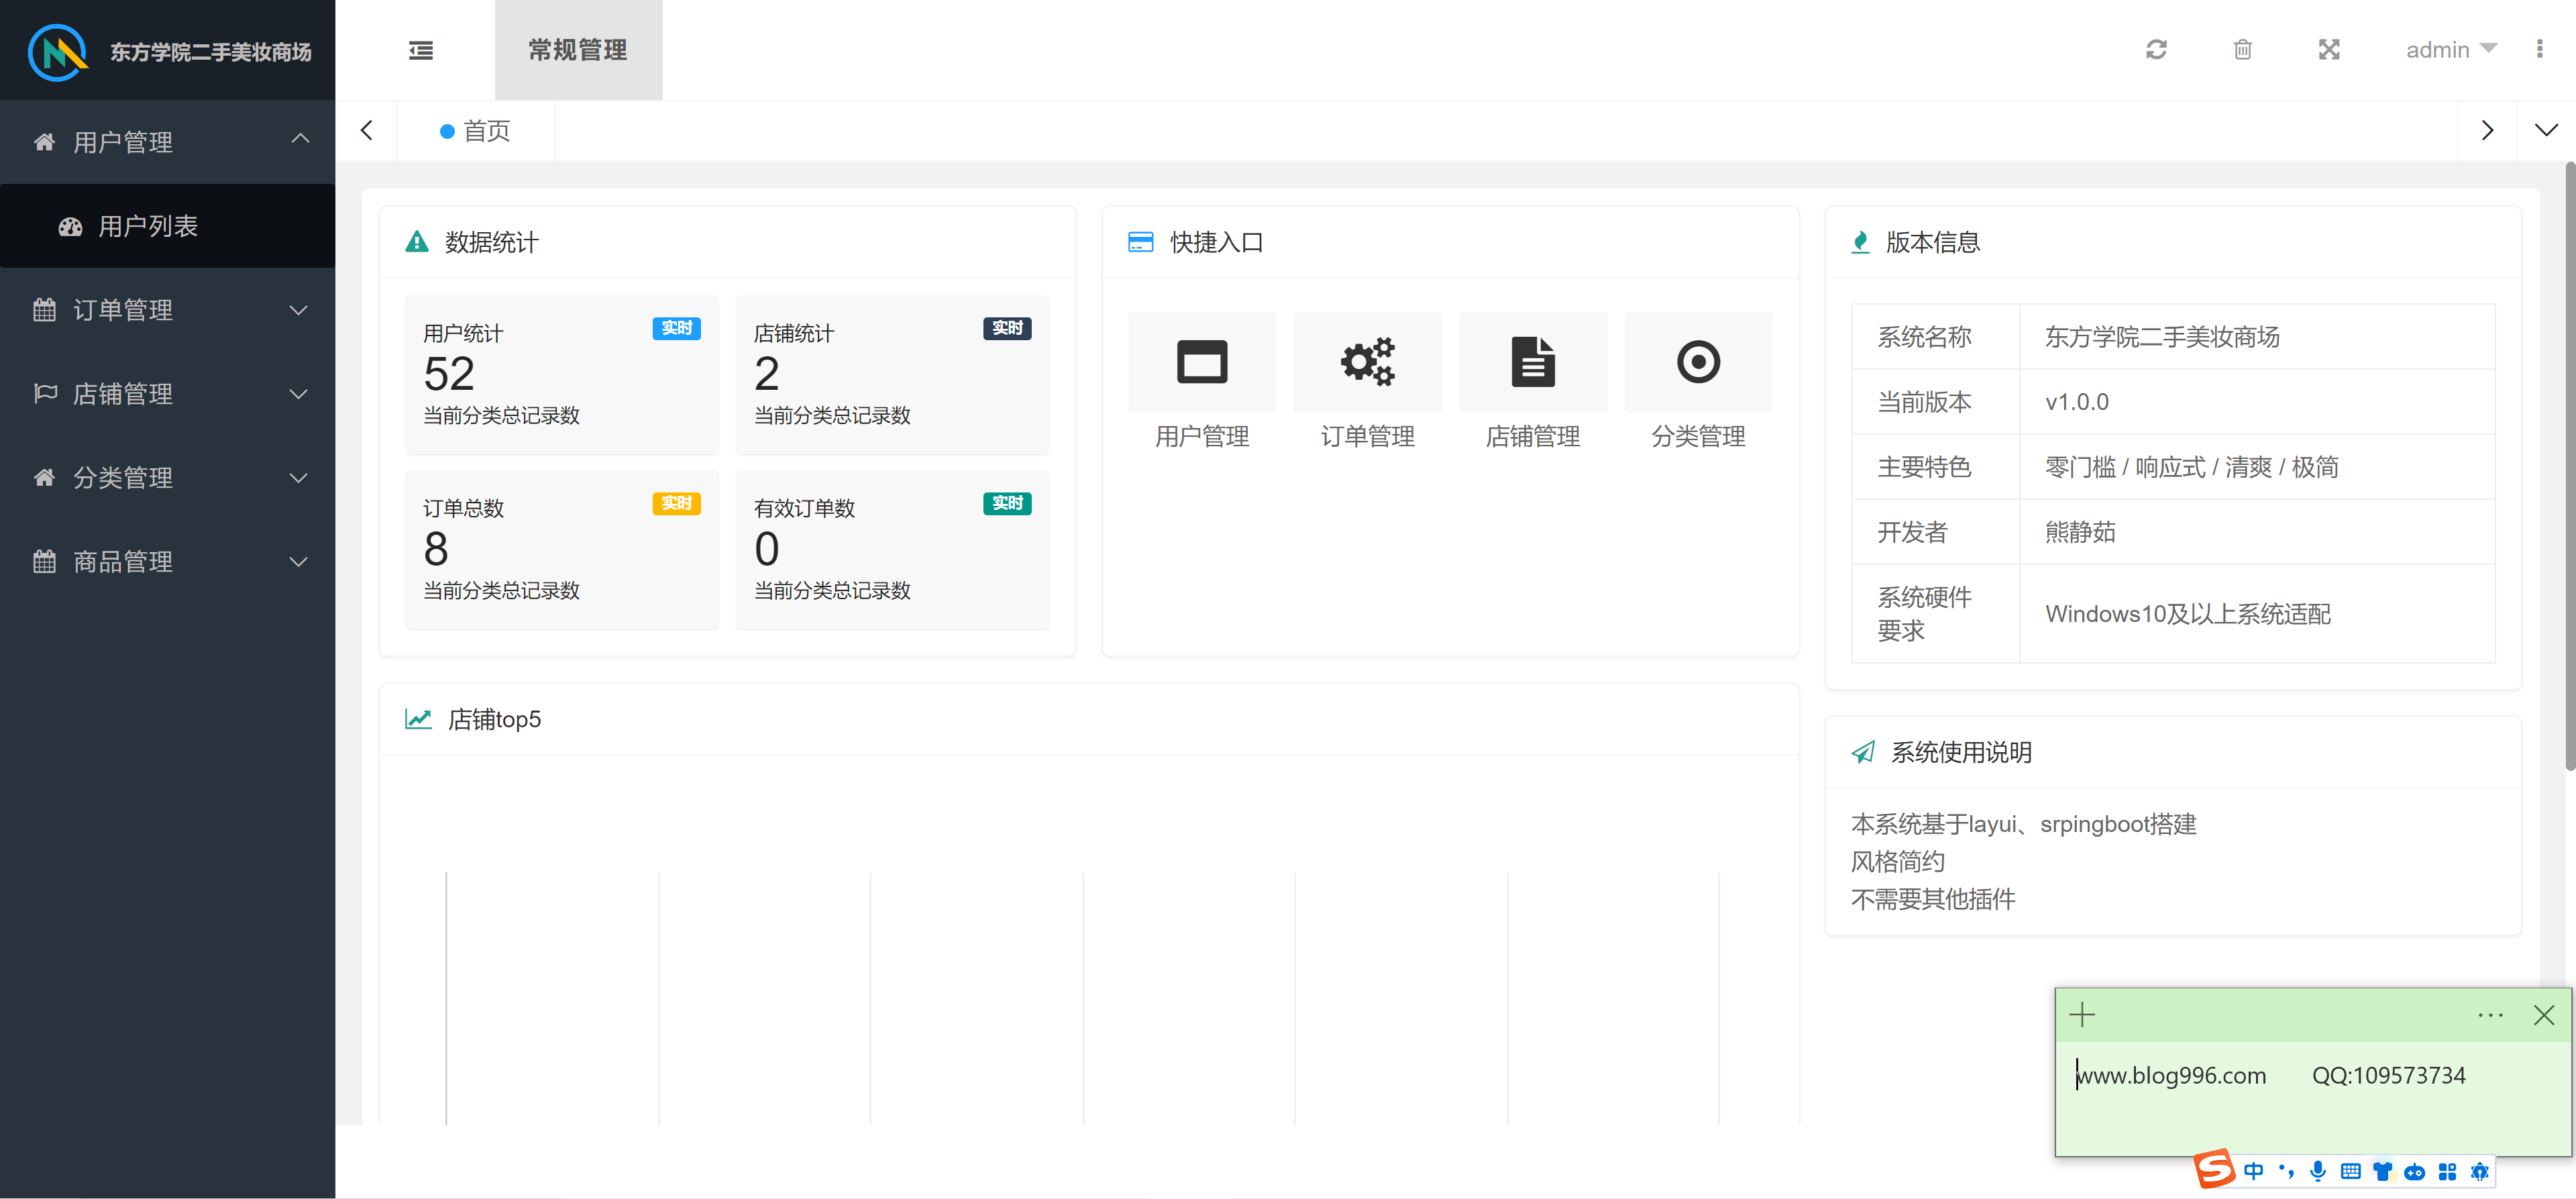 东方学院二手美妆商场
常规管理
admin
用户管理
首页
用户列表
订单管理
店铺管理
分类管理
商品管理
数据统计
用户统计
实时
52
当前分类总记录数
店铺统计
实时
2
当前分类总记录数
订单总数
实时
8
当前分类总记录数
有效订单数
实时
0
当前分类总记录数
快捷入口
用户管理
订单管理
店铺管理
分类管理
版本信息
系统名称 东方学院二手美妆商场
当前版本 v1.0.0
主要特色 零门槛 / 响应式 / 清爽 / 极简
开发者 熊静茹
系统硬件
要求
Windows10及以上系统适配
店铺top5
系统使用说明
本系统基于layui、srpingboot搭建
风格简约
不需要其他插件
www.blog996.com QQ:109573734
中